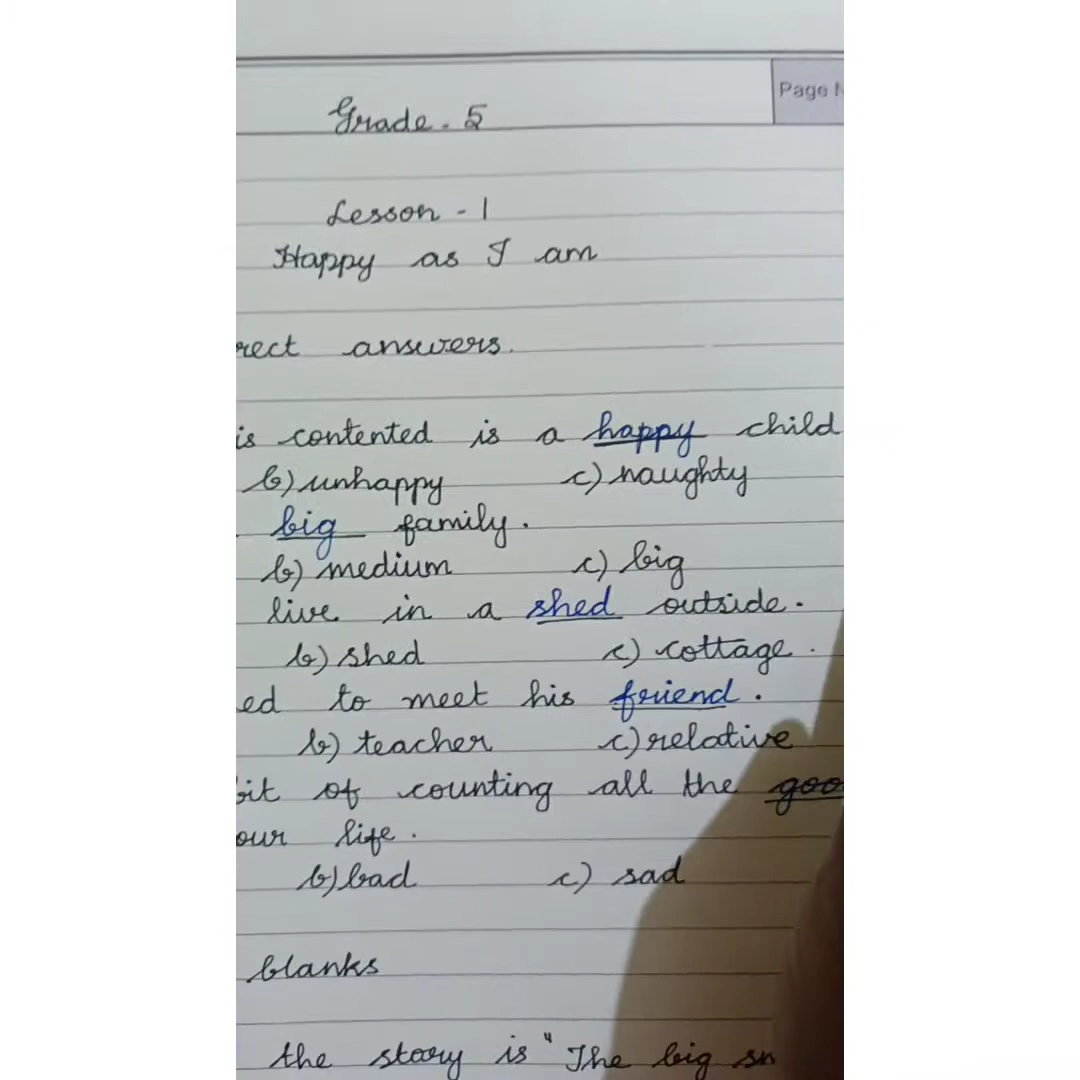 Page N
Grade - 5
Lesson - 1
Happy as I am
rect answers.
is contented is a happy child
b) unhappy c) naughty
big family.
b) medium c) big
live in a shed outside.
b) shed c) cottage.
ed to meet his friend.
b) teacher c) relative
bit of counting all the goo
our life.
b) bad c) sad
blanks
the story is "The big sn